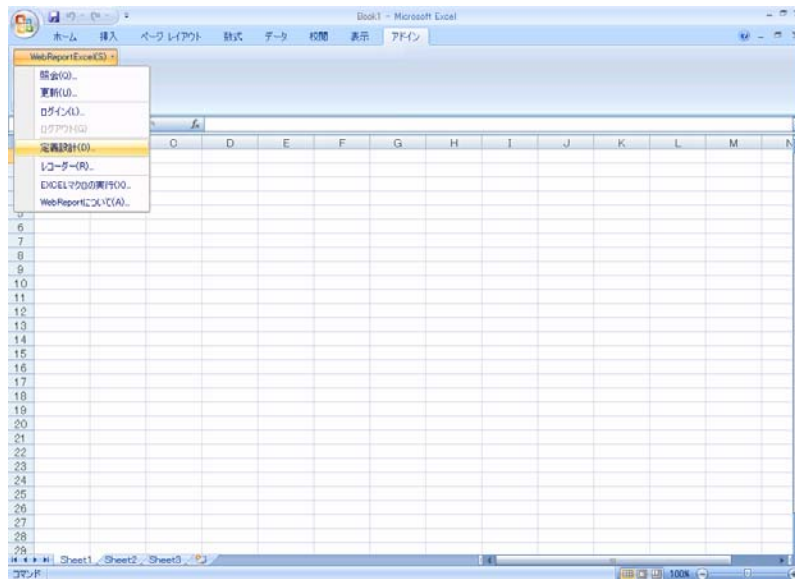 Book1 - Microsoft Excel
ホーム 挿入 ページ レイアウト 数式 データ 校閲 表示 アドイン
WebReportExcel(S)
照会(Q)...
更新(U)...
ログイン(L)...
ログアウト(G)
定義設計(D)...
レコーダー(R)...
EXCELマクロの実行(X)...
WebReportについて(A)...
fx
C D E F G H I J K L M N
5
6
7
8
9
10
11
12
13
14
15
16
17
18
19
20
21
22
23
24
25
26
27
28
29
Sheet1 Sheet2 Sheet3
コマンド 100%